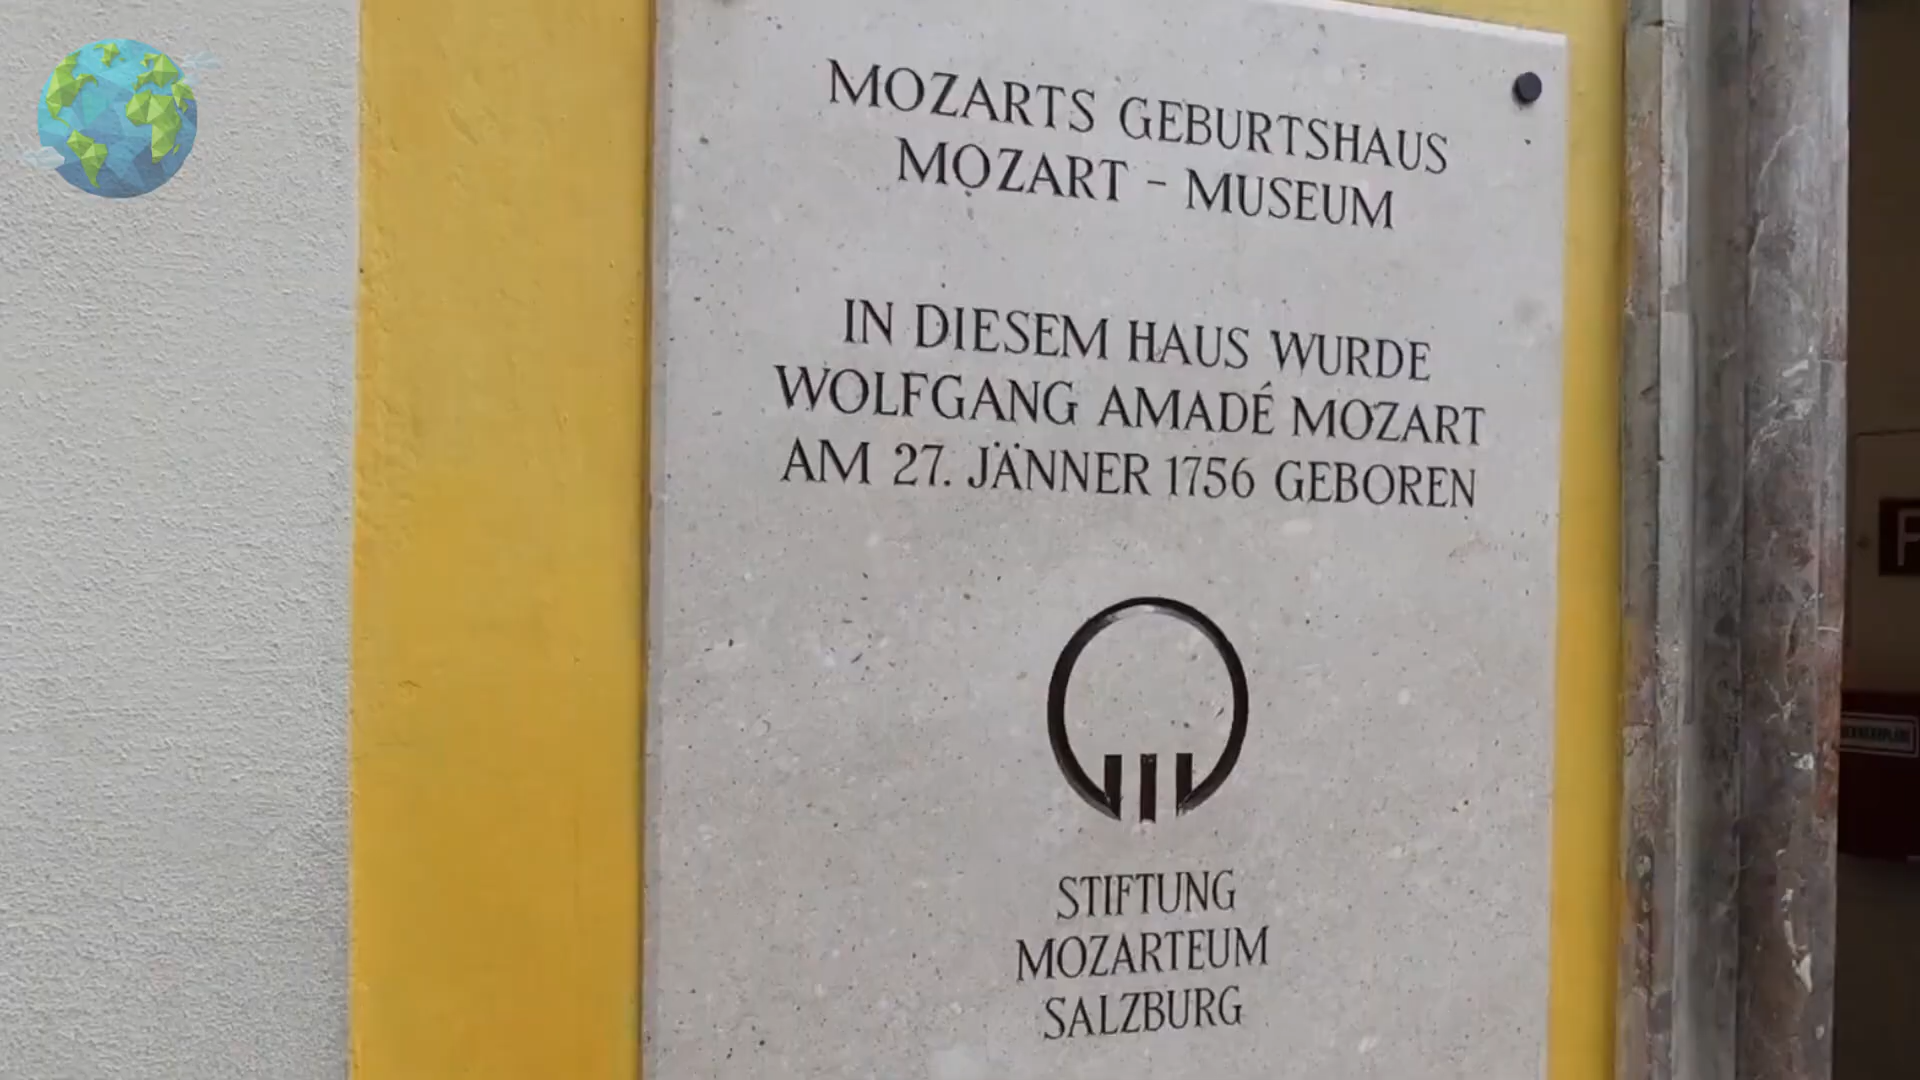 MOZARTS GEBURTSHAUS
MOZART - MUSEUM
IN DIESEM HAUS WURDE
WOLFGANG AMADÉ MOZART
AM 27. JÄNNER 1756 GEBOREN
STIFTUNG
MOZARTEUM
SALZBURG